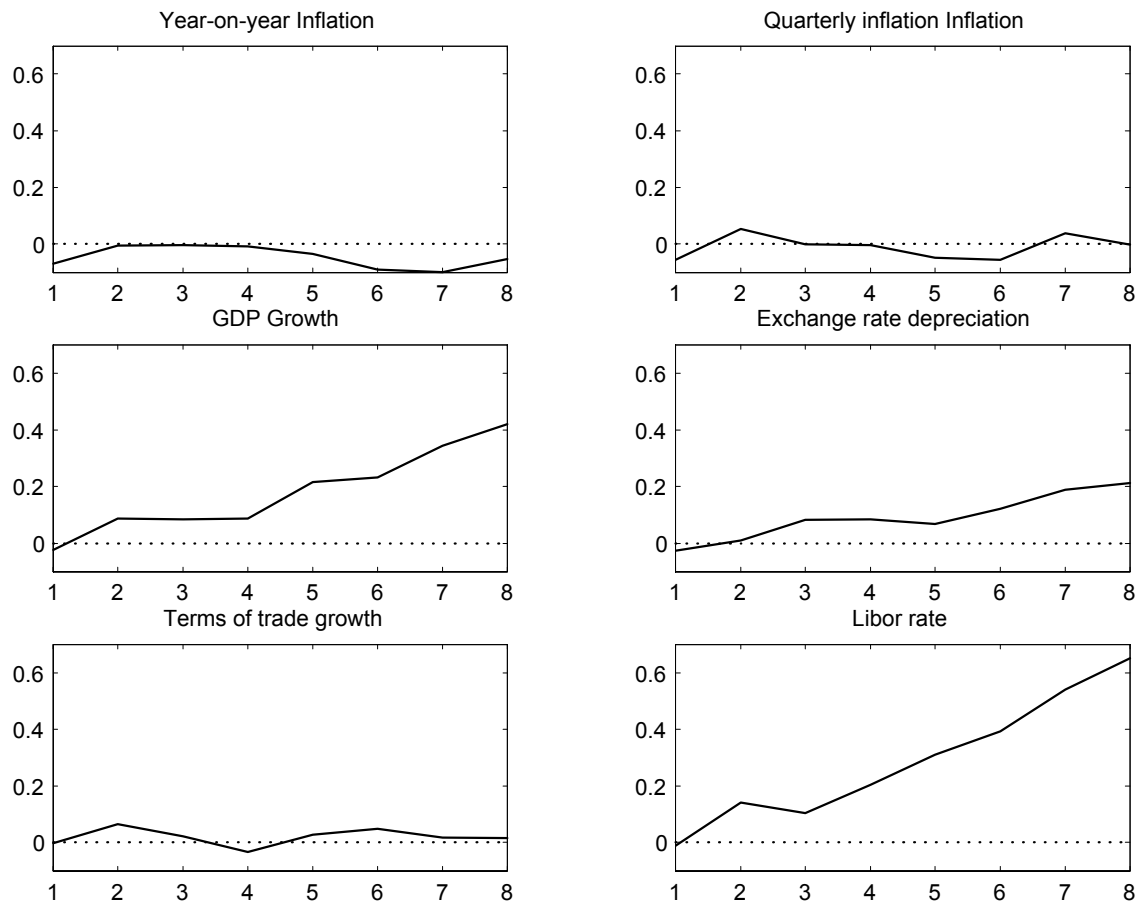 Year-on-year Inflation
0.6
0.4
0.2
0
1 2 3 4 5 6 7 8
Quarterly inflation Inflation
0.6
0.4
0.2
0
1 2 3 4 5 6 7 8
GDP Growth
0.6
0.4
0.2
0
1 2 3 4 5 6 7 8
Exchange rate depreciation
0.6
0.4
0.2
0
1 2 3 4 5 6 7 8
Terms of trade growth
0.6
0.4
0.2
0
1 2 3 4 5 6 7 8
Libor rate
0.6
0.4
0.2
0
1 2 3 4 5 6 7 8